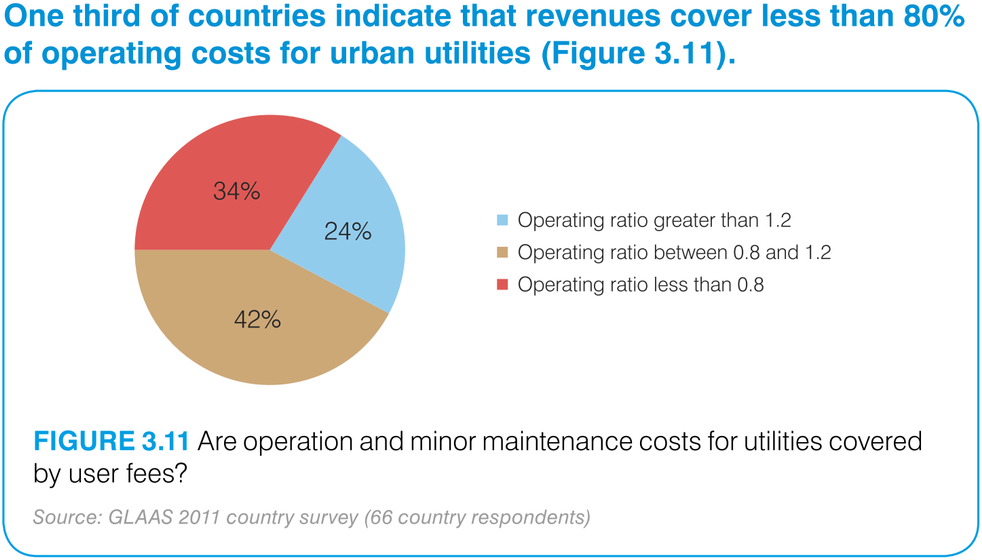 One third of countries indicate that revenues cover less than 80%
of operating costs for urban utilities (Figure 3.11).
34%
24%
42%
Operating ratio greater than 1.2
Operating ratio between 0.8 and 1.2
Operating ratio less than 0.8
FIGURE 3.11 Are operation and minor maintenance costs for utilities covered
by user fees?
Source: GLAAS 2011 country survey (66 country respondents)